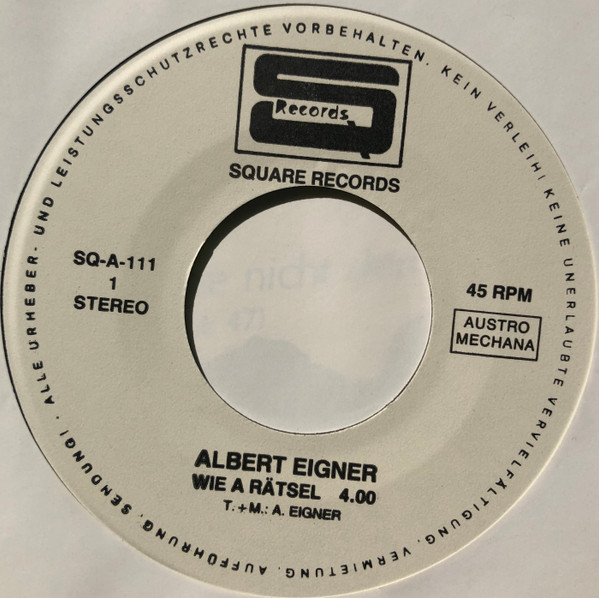 ALLE URHEBER- UND LEISTUNGSSCHUTZRECHTE VORBEHALTEN. KEIN VERLEIH! KEINE UNERLAUBTE VERVIELFÄLTIGUNG, VERMIETUNG, AUFFÜHRUNG, SENDUNG! ·
Records
SQUARE RECORDS
SQ-A-111
1
STEREO
45 RPM
AUSTRO
MECHANA
nicht
ALBERT EIGNER
WIE A RÄTSEL 4.00
T.+M.: A. EIGNER